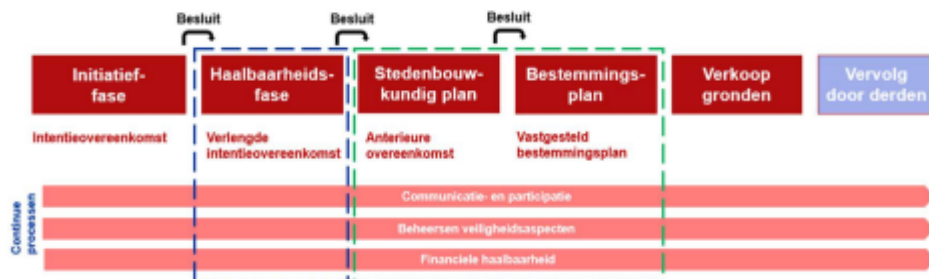 Besluit
Besluit
Besluit
Initiatief-
fase
Haalbaarheids-
fase
Stedenbouw-
kundig plan
Bestemmings-
plan
Verkoop
gronden
Vervolg
door derden
Intentieovereenkomst
Verlengde
intentieovereenkomst
Anterieure
overeenkomst
Vastgesteld
bestemmingsplan
Continue
processen
Communicatie- en participatie
Beheersen veiligheidsaspecten
Financiele haalbaarheid